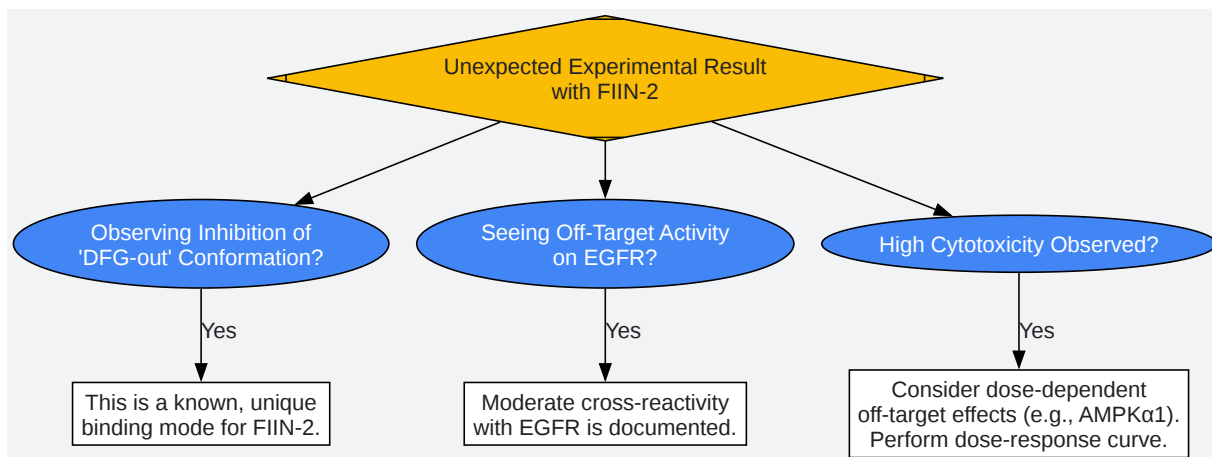 Unexpected Experimental Result
with FIIN-2
Observing Inhibition of
'DFG-out' Conformation?
Seeing Off-Target Activity
on EGFR?
High Cytotoxicity Observed?
Yes
Yes
Yes
This is a known, unique
binding mode for FIIN-2.
Moderate cross-reactivity
with EGFR is documented.
Consider dose-dependent
off-target effects (e.g., AMPKα1).
Perform dose-response curve.